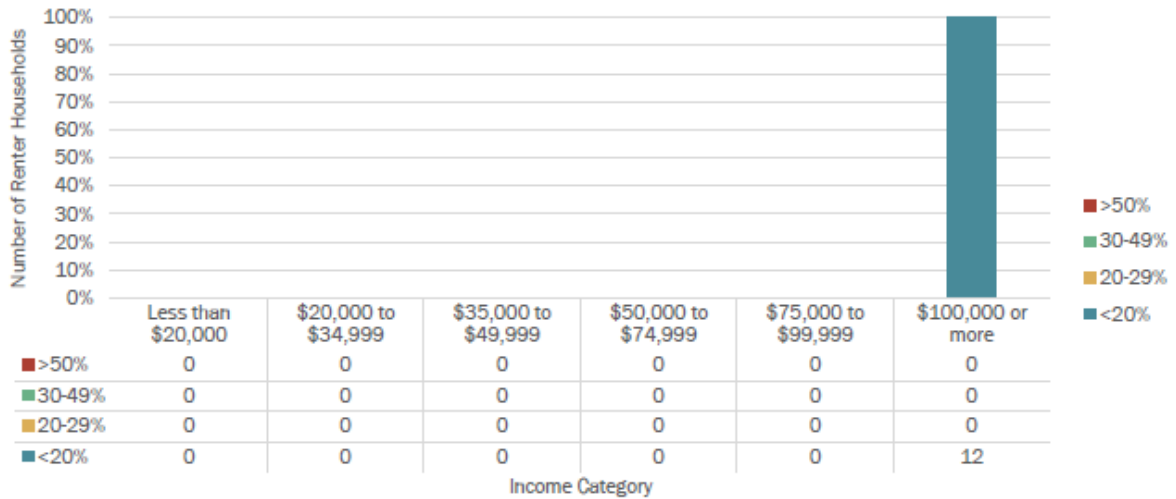 Number of Renter Households
100%
90%
80%
70%
60%
50%
40%
30%
20%
10%
0%
>50%
30-49%
20-29%
<20%
Less than $20,000 $20,000 to $34,999 $35,000 to $49,999 $50,000 to $74,999 $75,000 to $99,999 $100,000 or more
>50% 0 0 0 0 0 0
30-49% 0 0 0 0 0 0
20-29% 0 0 0 0 0 0
<20% 0 0 0 0 0 12
Income Category